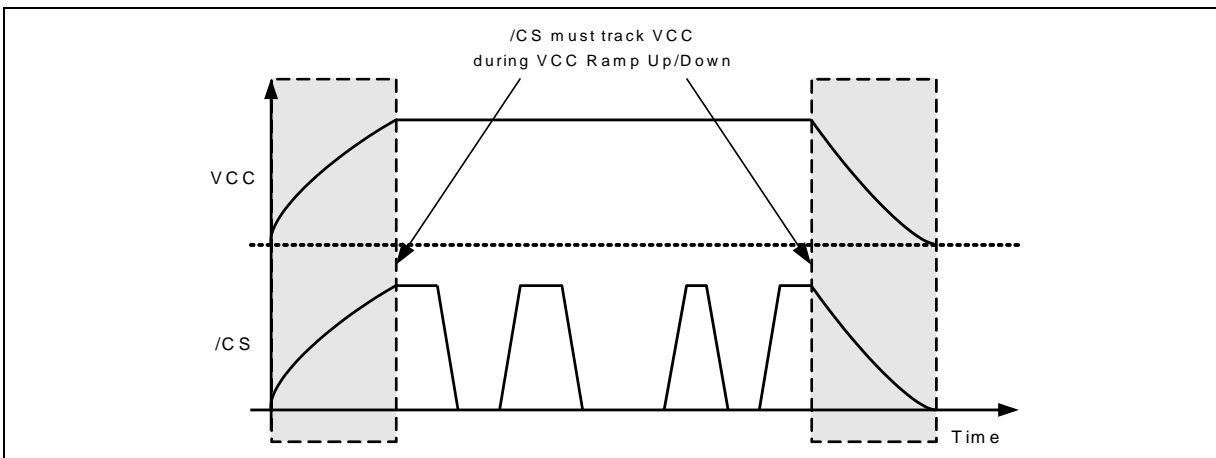 /CS must track VCC
during VCC Ramp Up/Down
VCC
/CS
Time